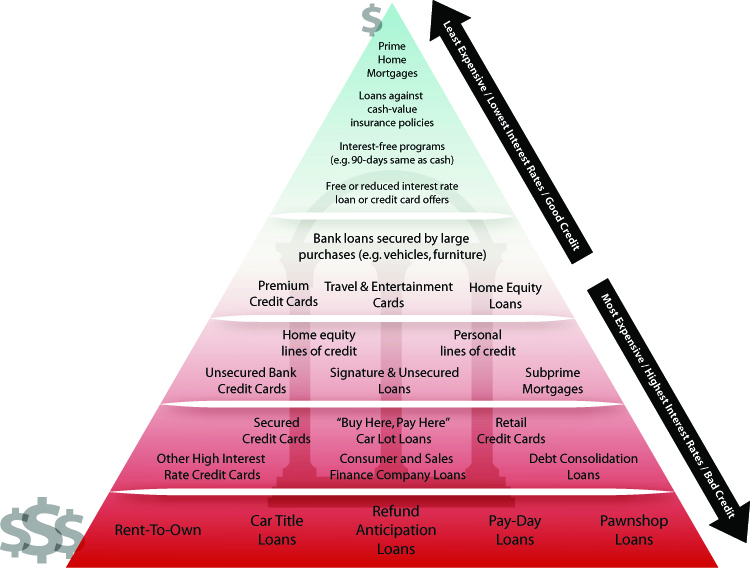 $
Prime
Home
Mortgages
Loans against
cash-value
insurance policies
Interest-free programs
(e.g. 90-days same as cash)
Free or reduced interest rate
loan or credit card offers
Bank loans secured by large
purchases (e.g. vehicles, furniture)
Premium
Credit Cards
Travel & Entertainment
Cards
Home Equity
Loans
Home equity
lines of credit
Personal
lines of credit
Unsecured Bank
Credit Cards
Signature & Unsecured
Loans
Subprime
Mortgages
Secured
Credit Cards
“Buy Here, Pay Here”
Car Lot Loans
Retail
Credit Cards
Other High Interest
Rate Credit Cards
Consumer and Sales
Finance Company Loans
Debt Consolidation
Loans
$$$
Rent-To-Own
Car Title
Loans
Refund
Anticipation
Loans
Pay-Day
Loans
Pawnshop
Loans
Least Expensive / Lowest Interest Rates / Good Credit
Most Expensive / Highest Interest Rates / Bad Credit